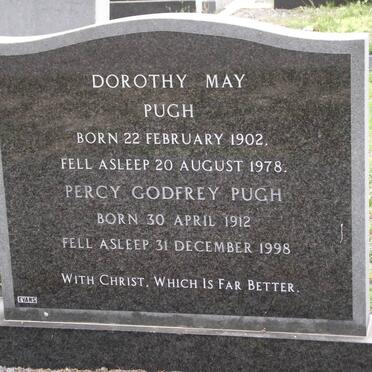 DOROTHY MAY
PUGH
BORN 22 FEBRUARY 1902.
FELL ASLEEP 20 AUGUST 1978.
PERCY GODFREY PUGH
BORN 30 APRIL 1912
FELL ASLEEP 31 DECEMBER 1998
WITH CHRIST, WHICH IS FAR BETTER.
EVANS